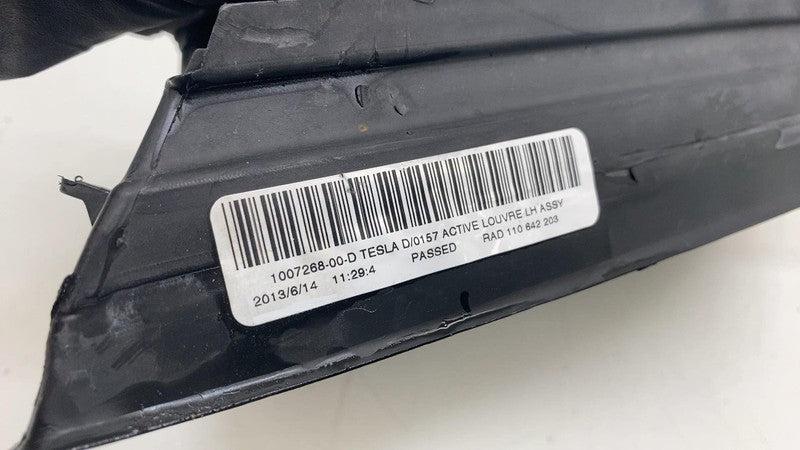 1007268-00-D TESLA D/0157 ACTIVE LOUVRE LH ASSY
2013/6/14 11:29:4 PASSED RAD 110 642 203